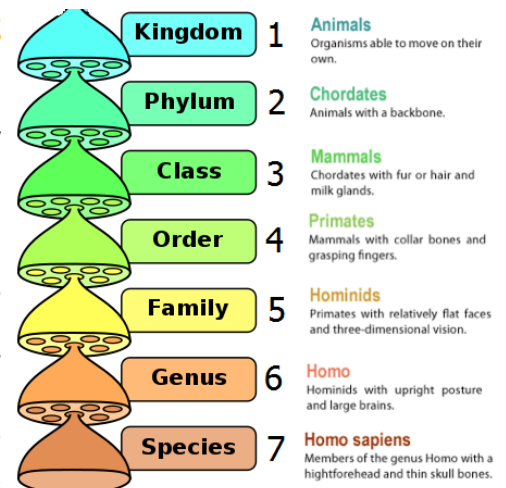 Kingdom 1 Animals
Organisms able to move on their
own.
Phylum 2 Chordates
Animals with a backbone.
Class 3 Mammals
Chordates with fur or hair and
milk glands.
Order 4 Primates
Mammals with collar bones and
grasping fingers.
Family 5 Hominids
Primates with relatively flat faces
and three-dimensional vision.
Genus 6 Homo
Hominids with upright posture
and large brains.
Species 7 Homo sapiens
Members of the genus Homo with a
hightforehead and thin skull bones.